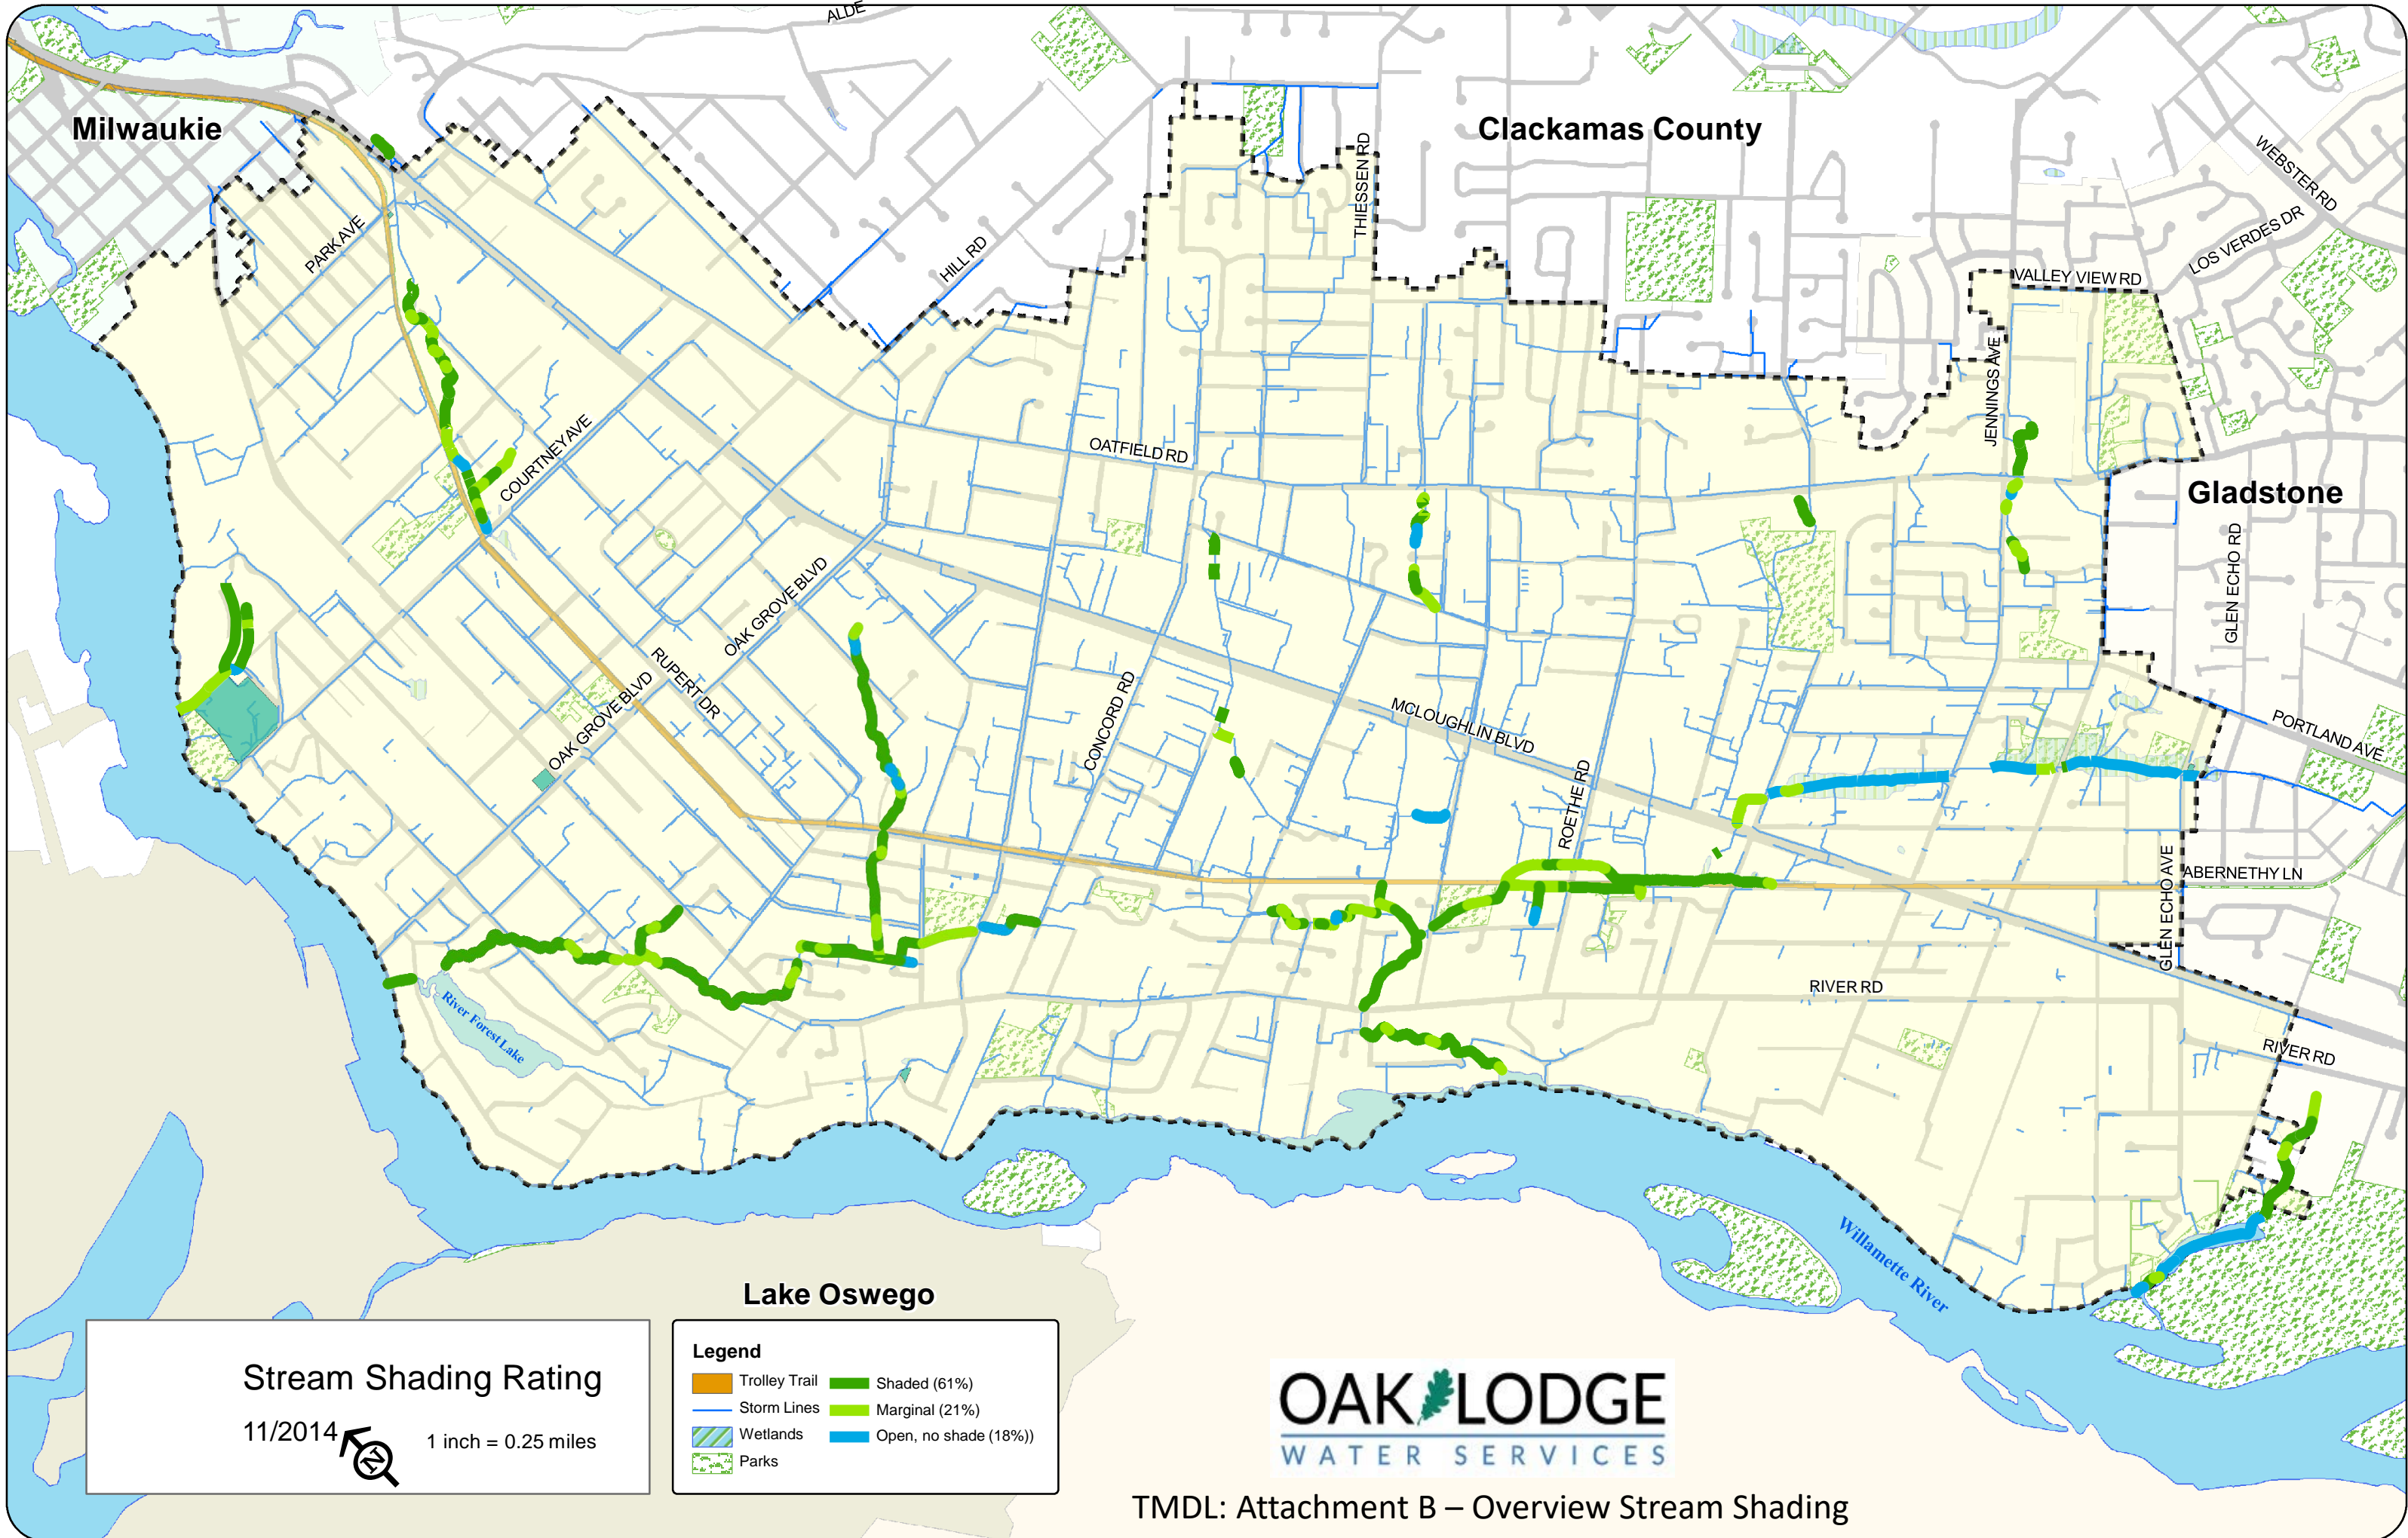 ALDE
Milwaukie
Clackamas County
WEBSTER RD
THIESSEN RD
LOS VERDES DR
PARK AVE
HILL RD
VALLEY VIEW RD
JENNINGS AVE
COURTNEY AVE
OATFIELD RD
Gladstone
GLEN ECHO RD
OAK GROVE BLVD
RUPERT DR
OAK GROVE BLVD
CONCORD RD
MCLOUGHLIN BLVD
PORTLAND AVE
ROETHE RD
GLEN ECHO AVE
ABERNETHY LN
RIVER RD
River Forest Lake
RIVER RD
Willamette River
Lake Oswego
Stream Shading Rating
11/2014
N
1 inch = 0.25 miles
Legend
Trolley Trail
Storm Lines
Wetlands
Parks
Shaded (61%)
Marginal (21%)
Open, no shade (18%))
OAK LODGE
WATER SERVICES
TMDL: Attachment B – Overview Stream Shading